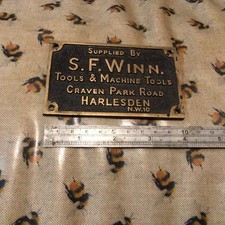 SUPPLIED BY
S.F. WINN.
TOOLS & MACHINE TOOLS
CRAVEN PARK ROAD
HARLESDEN
N.W.10